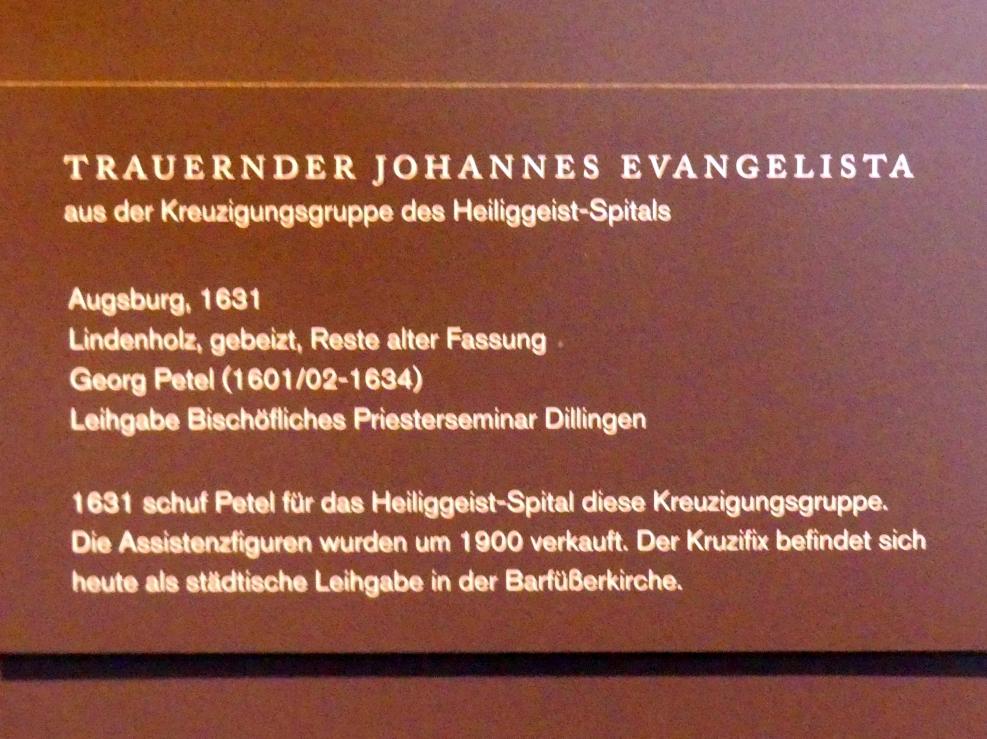 TRAUERNDER JOHANNES EVANGELISTA
aus der Kreuzigungsgruppe des Heiliggeist-Spitals
Augsburg, 1631
Lindenholz, gebeizt, Reste alter Fassung
Georg Petel (1601/02-1634)
Leihgabe Bischöfliches Priesterseminar Dillingen
1631 schuf Petel für das Heiliggeist-Spital diese Kreuzigungsgruppe.
Die Assistenzfiguren wurden um 1900 verkauft. Der Kruzifix befindet sich
heute als städtische Leihgabe in der Barfüßerkirche.